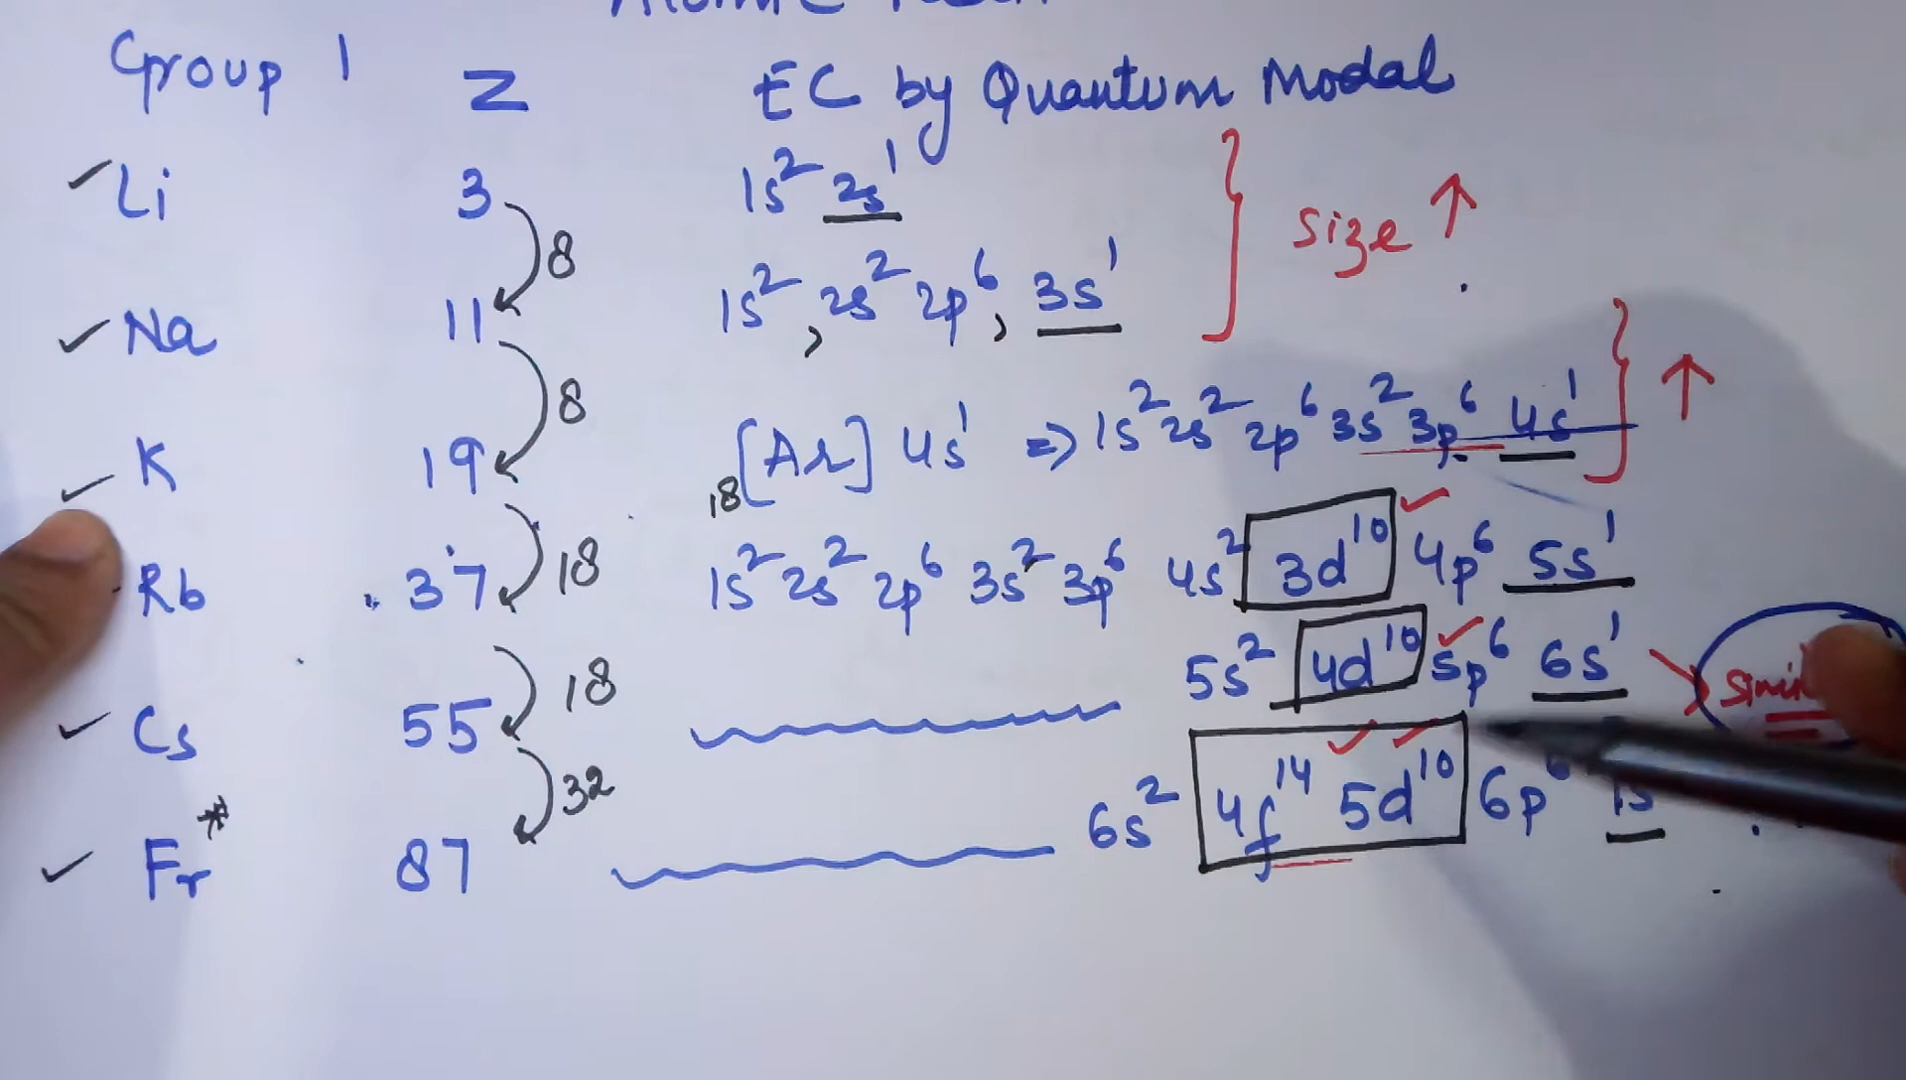 Group 1 Z EC by Quantum Modal
Li 3 1s² 2s¹
8 size ↑
Na 11 1s², 2s² 2p⁶, 3s¹
8 ↑
K 19 18[Ar] 4s¹ => 1s² 2s² 2p⁶ 3s² 3p⁶ 4s¹
18
Rb 37 1s² 2s² 2p⁶ 3s² 3p⁶ 4s² 3d¹⁰ 4p⁶ 5s¹
18
Cs 55 5s² 4d¹⁰ 5p⁶ 6s¹
32
Fr* 87 6s² 4f¹⁴ 5d¹⁰ 6p⁶